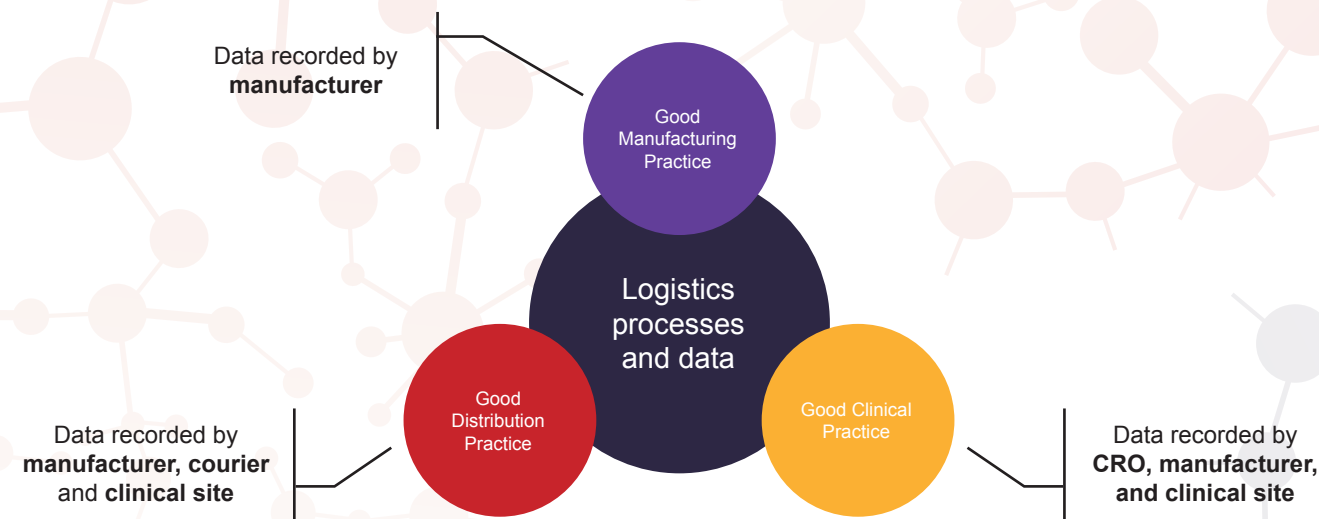 Data recorded by
manufacturer
Good
Manufacturing
Practice
Logistics
processes
and data
Good
Distribution
Practice
Good Clinical
Practice
Data recorded by
manufacturer, courier
and clinical site
Data recorded by
CRO, manufacturer,
and clinical site